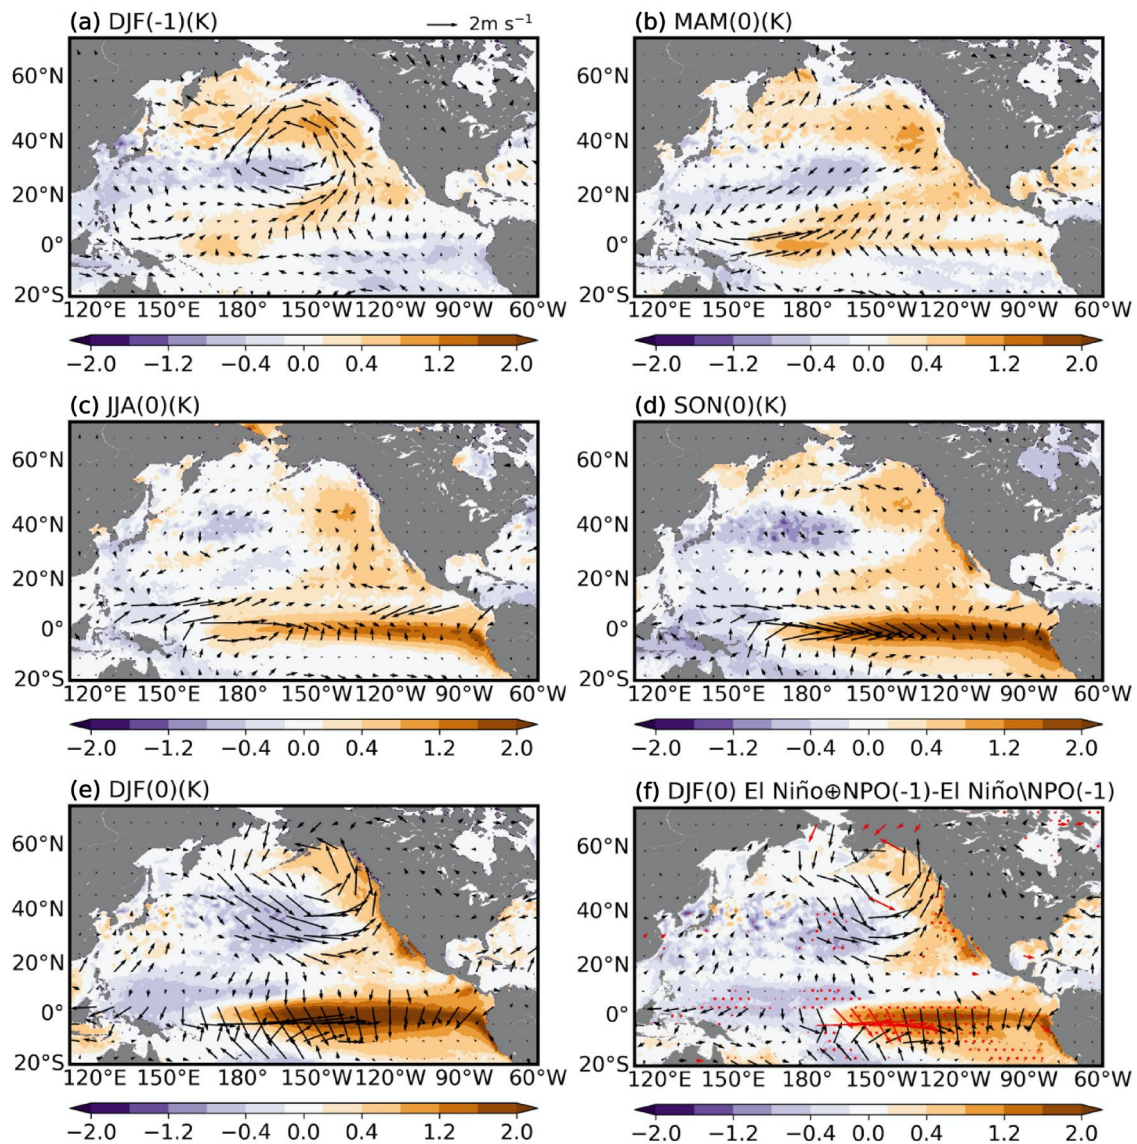 (a) DJF(-1)(K) 2m s⁻¹ (b) MAM(0)(K)
60°N 60°N
40°N 40°N
20°N 20°N
0° 0°
20°S 20°S
120°E 150°E 180° 150°W 120°W 90°W 60°W 120°E 150°E 180° 150°W 120°W 90°W 60°W
−2.0 −1.2 −0.4 0.0 0.4 1.2 2.0 −2.0 −1.2 −0.4 0.0 0.4 1.2 2.0
(c) JJA(0)(K) (d) SON(0)(K)
60°N 60°N
40°N 40°N
20°N 20°N
0° 0°
20°S 20°S
120°E 150°E 180° 150°W 120°W 90°W 60°W 120°E 150°E 180° 150°W 120°W 90°W 60°W
−2.0 −1.2 −0.4 0.0 0.4 1.2 2.0 −2.0 −1.2 −0.4 0.0 0.4 1.2 2.0
(e) DJF(0)(K) (f) DJF(0) El Niño⊕NPO(-1)-El Niño\NPO(-1)
60°N 60°N
40°N 40°N
20°N 20°N
0° 0°
20°S 20°S
120°E 150°E 180° 150°W 120°W 90°W 60°W 120°E 150°E 180° 150°W 120°W 90°W 60°W
−2.0 −1.2 −0.4 0.0 0.4 1.2 2.0 −2.0 −1.2 −0.4 0.0 0.4 1.2 2.0